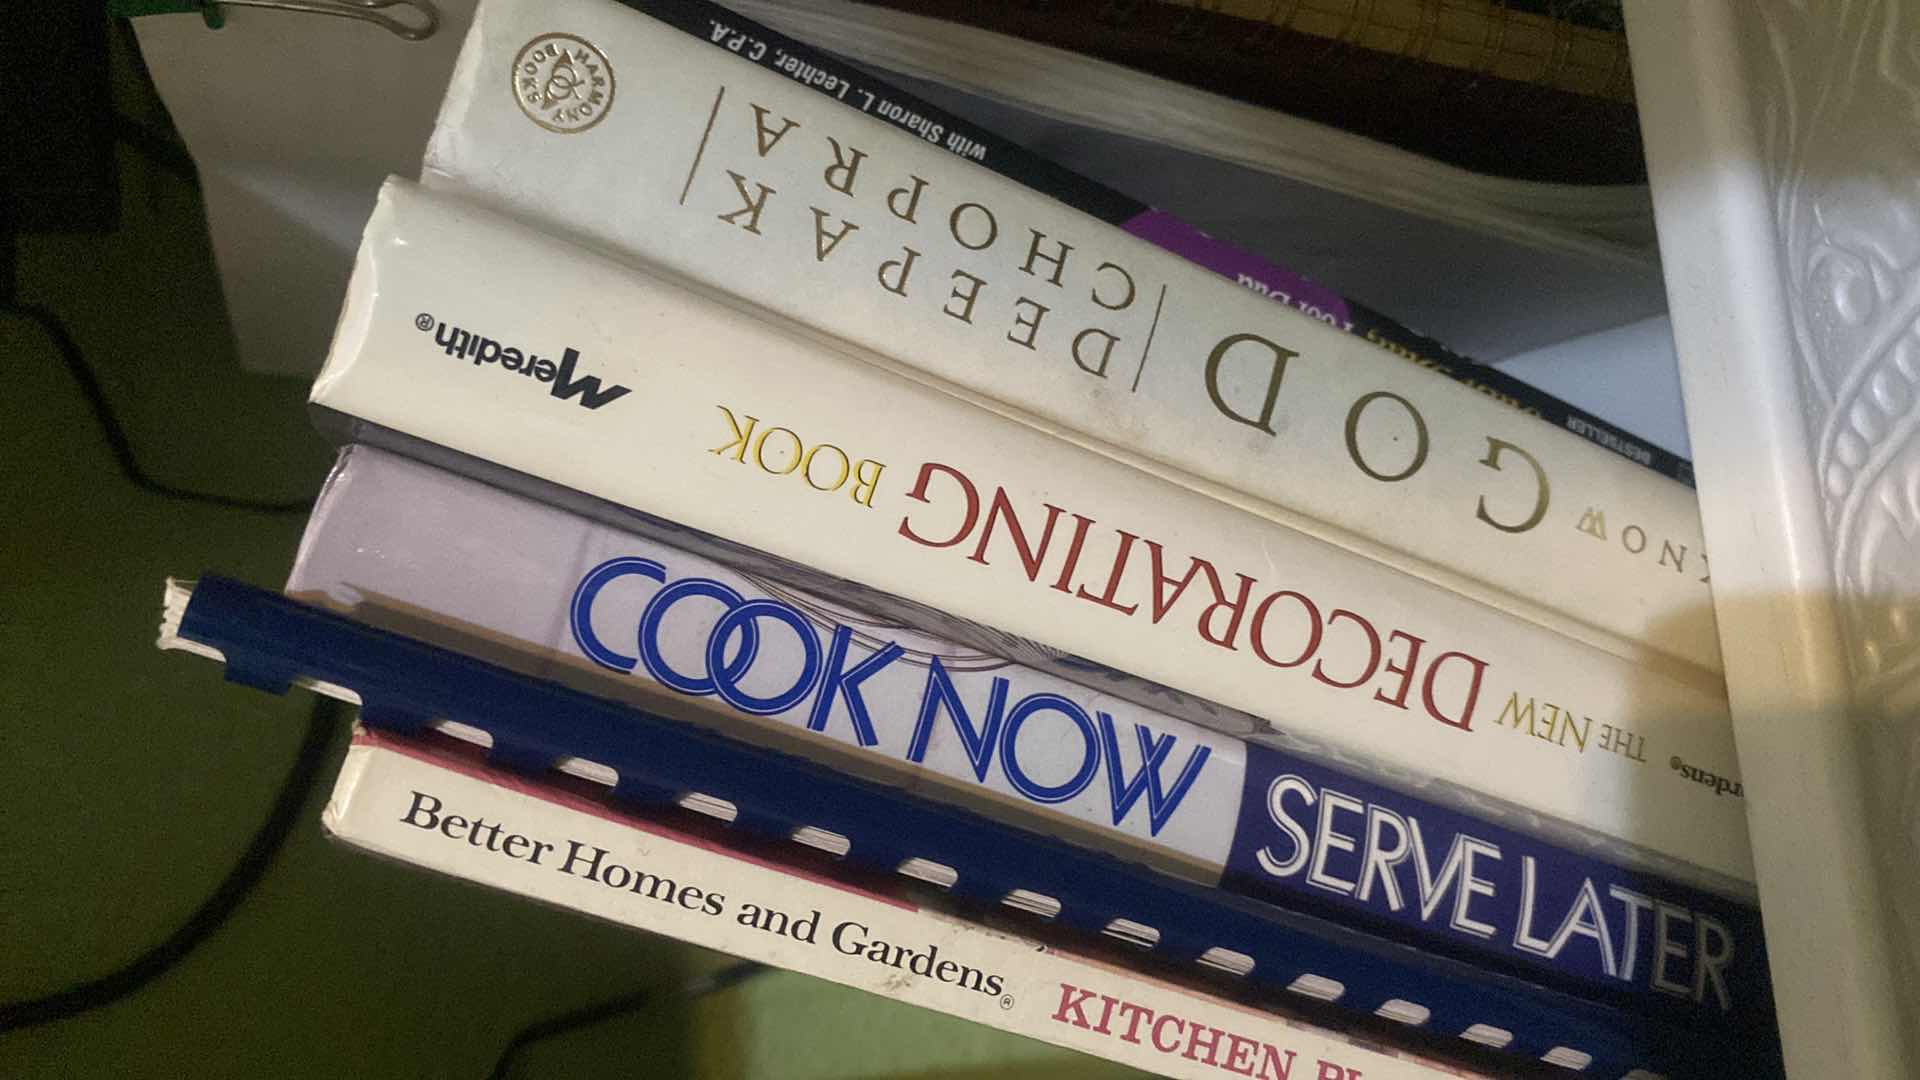 with Sharon L. Lechter, C.P.A.
BESTSELLER
HARMONY BOOKS
KNOW GOD
DEEPAK
CHOPRA
ardens®
THE NEW DECORATING BOOK
Meredith®
COOK NOW
SERVE LATER
Better Homes and Gardens®
KITCHEN